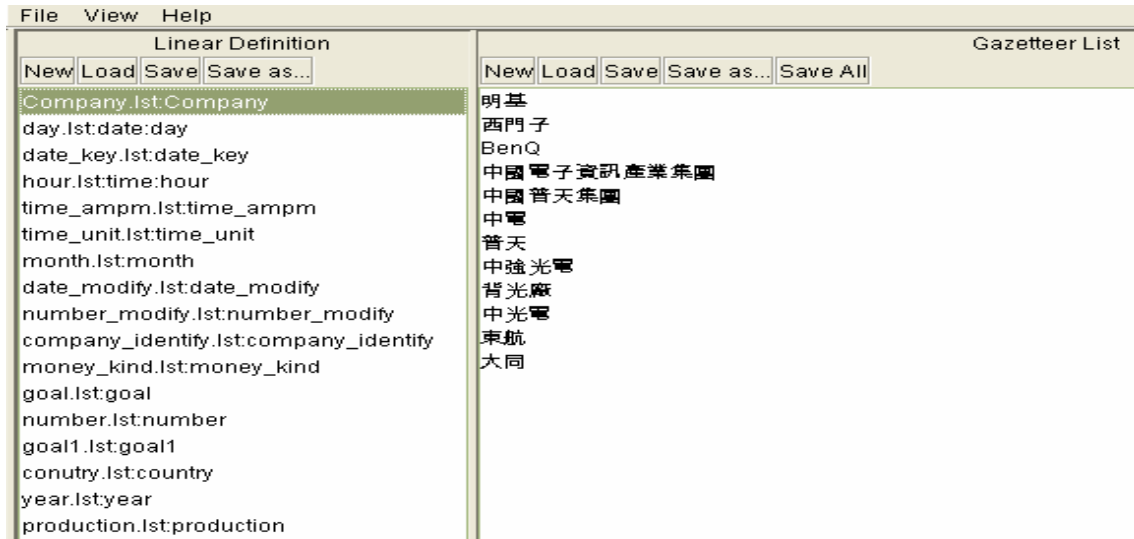 File View Help
Linear Definition
New Load Save Save as...
Company.lst:Company
day.lst:date:day
date_key.lst:date_key
hour.lst:time:hour
time_ampm.lst:time_ampm
time_unit.lst:time_unit
month.lst:month
date_modify.lst:date_modify
number_modify.lst:number_modify
company_identify.lst:company_identify
money_kind.lst:money_kind
goal.lst:goal
number.lst:number
goal1.lst:goal1
conutry.lst:country
year.lst:year
production.lst:production
Gazetteer List
New Load Save Save as... Save All
明基
西門子
BenQ
中國電子資訊產業集團
中國普天集團
中電
普天
中強光電
背光廠
中光電
東航
大同